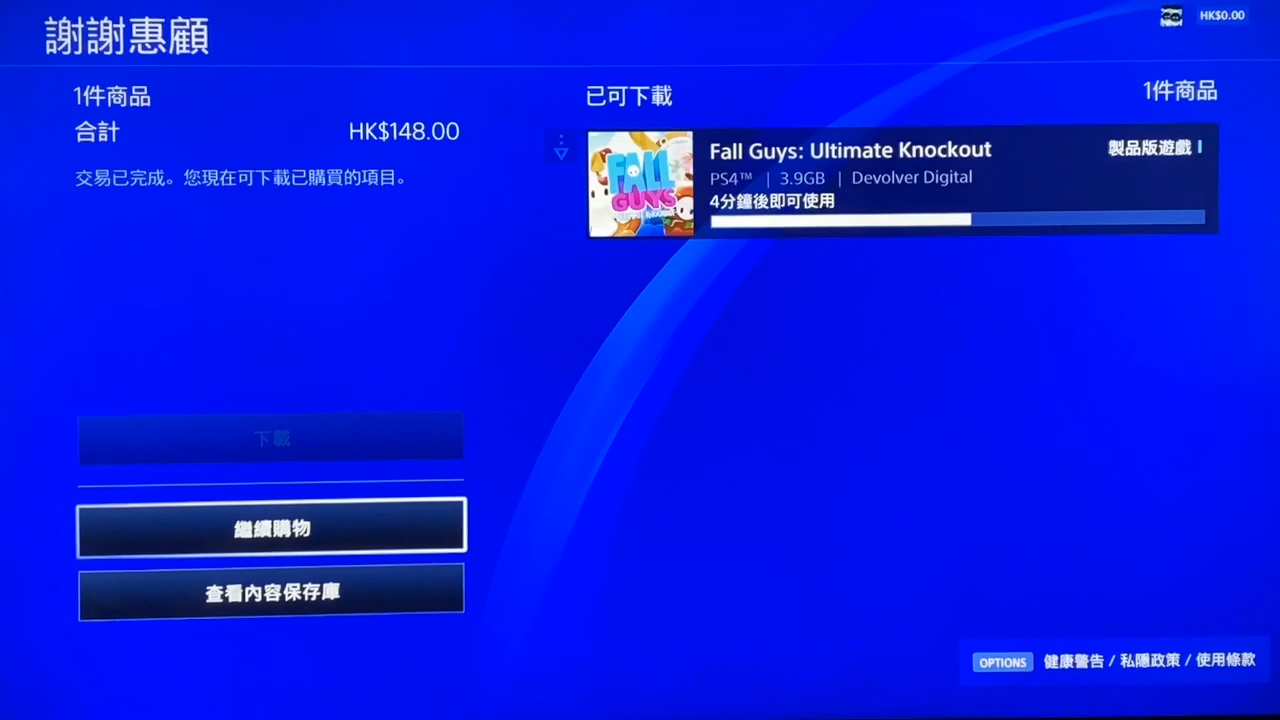 謝謝惠顧
HK$0.00
1件商品
合計 HK$148.00
交易已完成。您現在可下載已購買的項目。
下載
繼續購物
查看內容保存庫
已可下載 1件商品
FALL GUYS
Fall Guys: Ultimate Knockout 製品版遊戲
PS4™ | 3.9GB | Devolver Digital
4分鐘後即可使用
OPTIONS 健康警告 / 私隱政策 / 使用條款